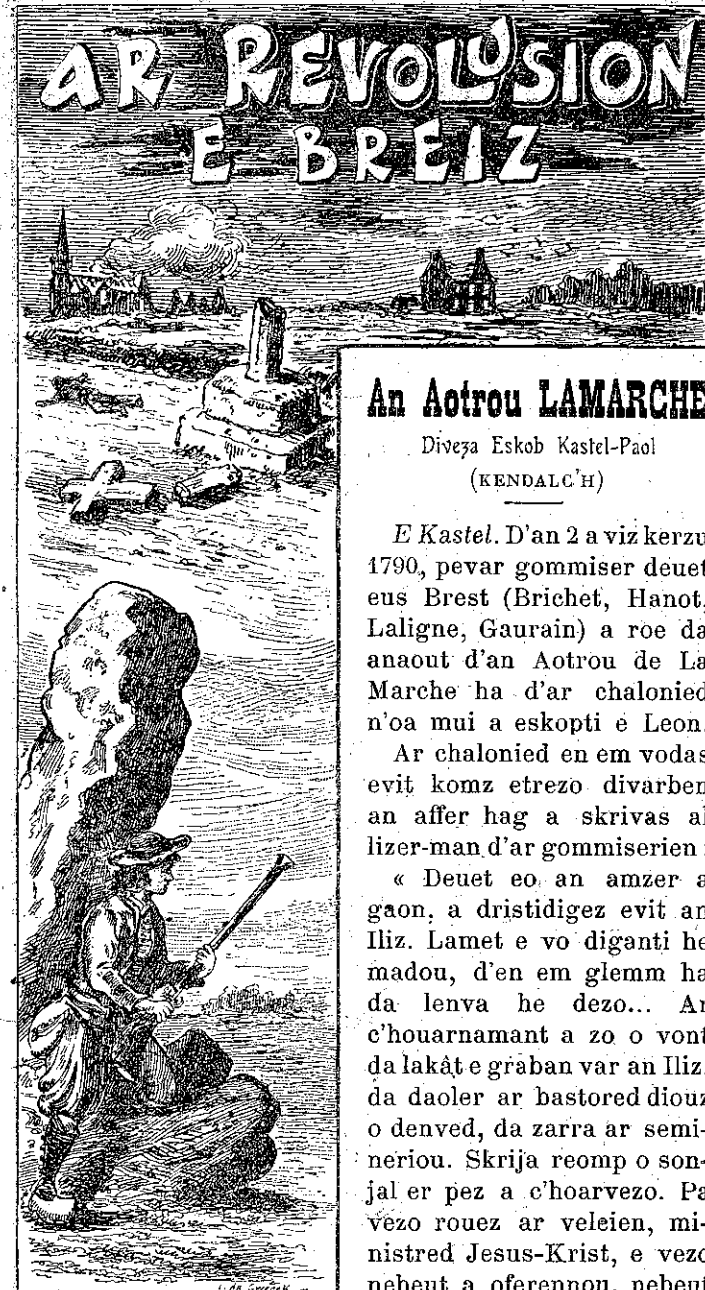 AR REVOLUSION
E BREIZ
An Aotrou LAMARCHE
Diveza Eskob Kastel-Paol
(KENDALC'H)
E Kastel. D'an 2 a viz kerzu
1790, pevar gommiser deuet
eus Brest (Brichet, Hanot,
Laligne, Gaurain) a roe da
anaout d'an Aotrou de La
Marche ha d'ar chalonied
n'oa mui a eskopti e Leon.
Ar chalonied en em vodas
evit komz etrezo divarben
an affer hag a skrivas al
lizer-man d'ar gommiserien :
« Deuet eo an amzer a
gaon, a dristidigez evit an
Iliz. Lamet e vo diganti he
madou, d'en em glemm ha
da lenva he dezo... Ar
c'houarnamant a zo o vont
da lakât e graban var an Iliz,
da daoler ar bastored diouz
o denved, da zarra ar semi-
neriou. Skrija reomp o son-
jal er pez a c'hoarvezo. Pa
vezo rouez ar veleien, mi-
nistred Jesus-Krist, e vezo
nebeut a oferennou, nebeut